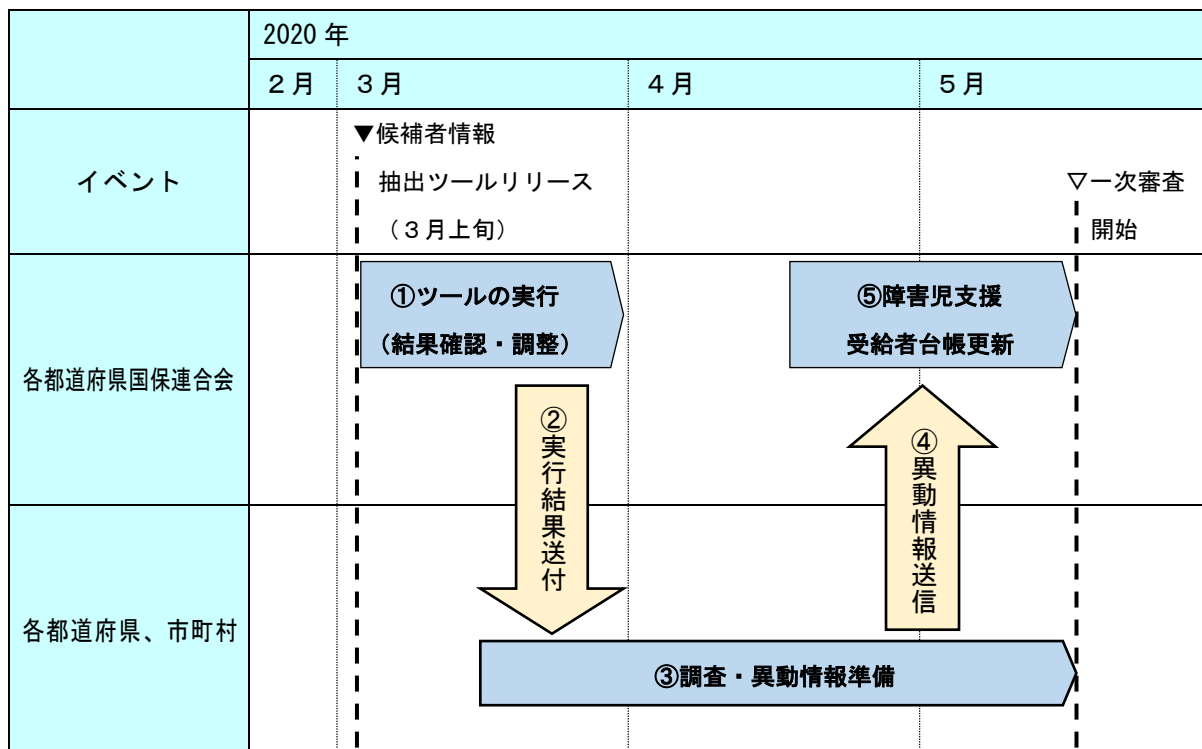 2020 年
２月
３月
４月
５月
イベント
▼候補者情報
抽出ツールリリース
（３月上旬）
▽一次審査
開始
各都道府県国保連合会
①ツールの実行
（結果確認・調整）
⑤障害児支援
受給者台帳更新
②実行結果送付
④異動情報送信
各都道府県、市町村
③調査・異動情報準備